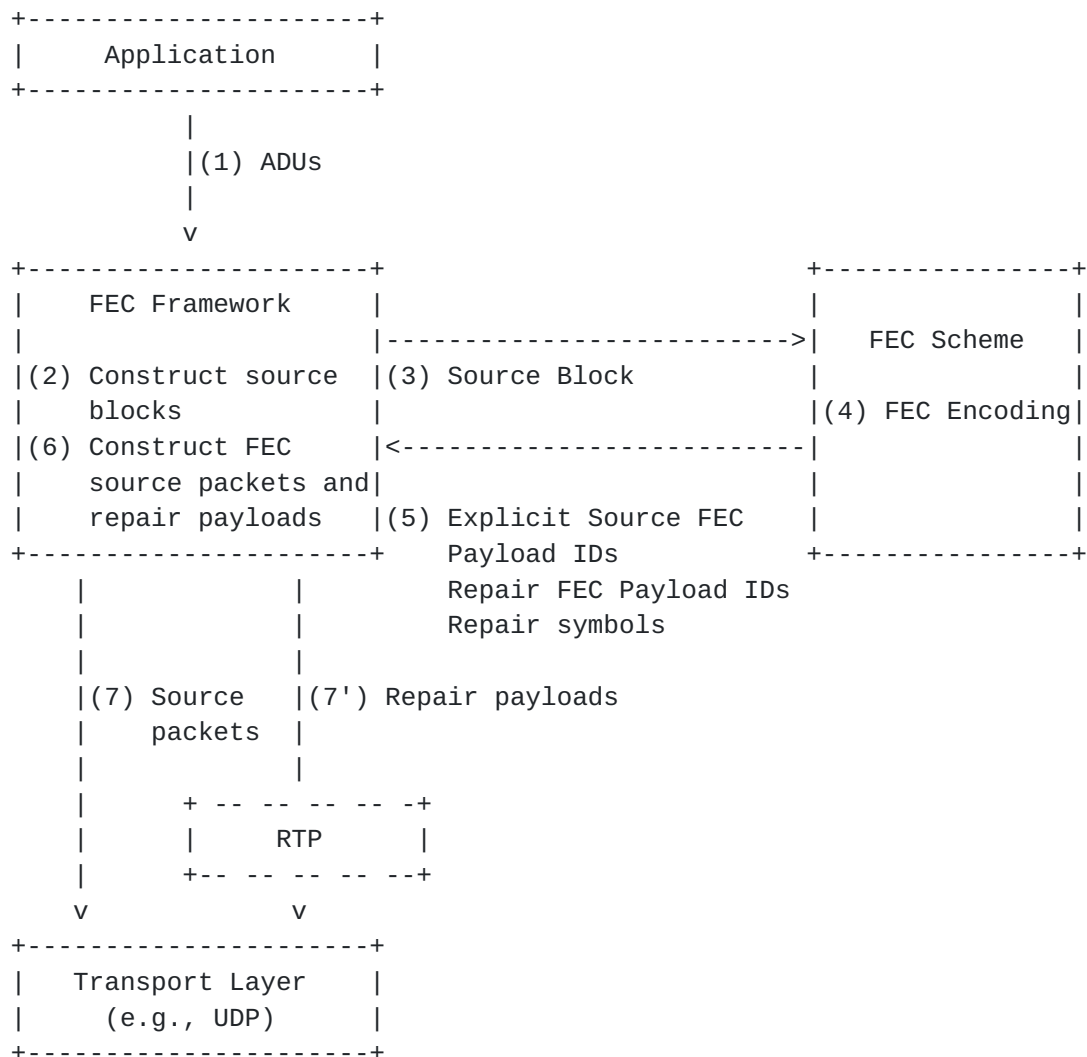 Application
(1) ADUs
FEC Framework
FEC Scheme
(2) Construct source
(3) Source Block
blocks
(4) FEC Encoding
(6) Construct FEC
source packets and
repair payloads
(5) Explicit Source FEC
Payload IDs
Repair FEC Payload IDs
Repair symbols
(7) Source
(7') Repair payloads
packets
RTP
Transport Layer
(e.g., UDP)